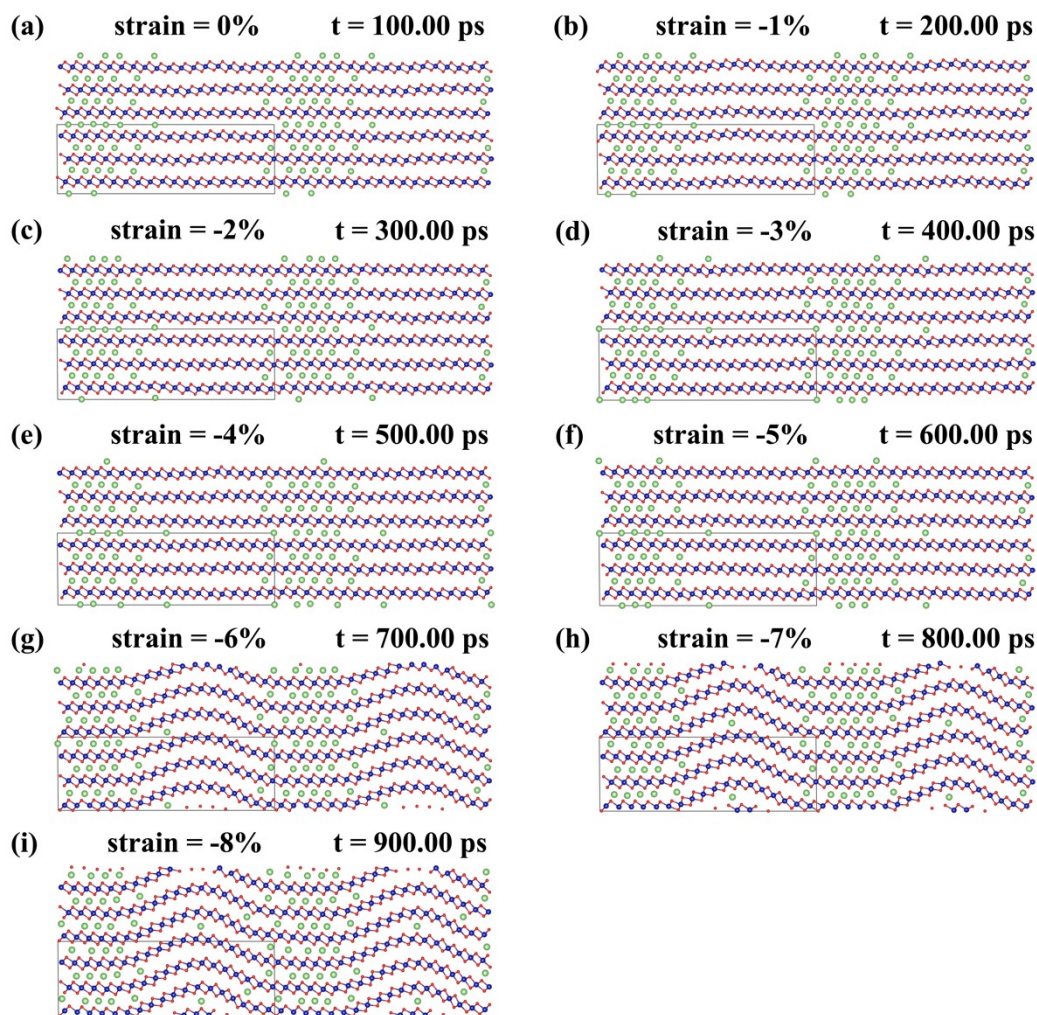 (a) strain = 0% t = 100.00 ps
(b) strain = -1% t = 200.00 ps
(c) strain = -2% t = 300.00 ps
(d) strain = -3% t = 400.00 ps
(e) strain = -4% t = 500.00 ps
(f) strain = -5% t = 600.00 ps
(g) strain = -6% t = 700.00 ps
(h) strain = -7% t = 800.00 ps
(i) strain = -8% t = 900.00 ps